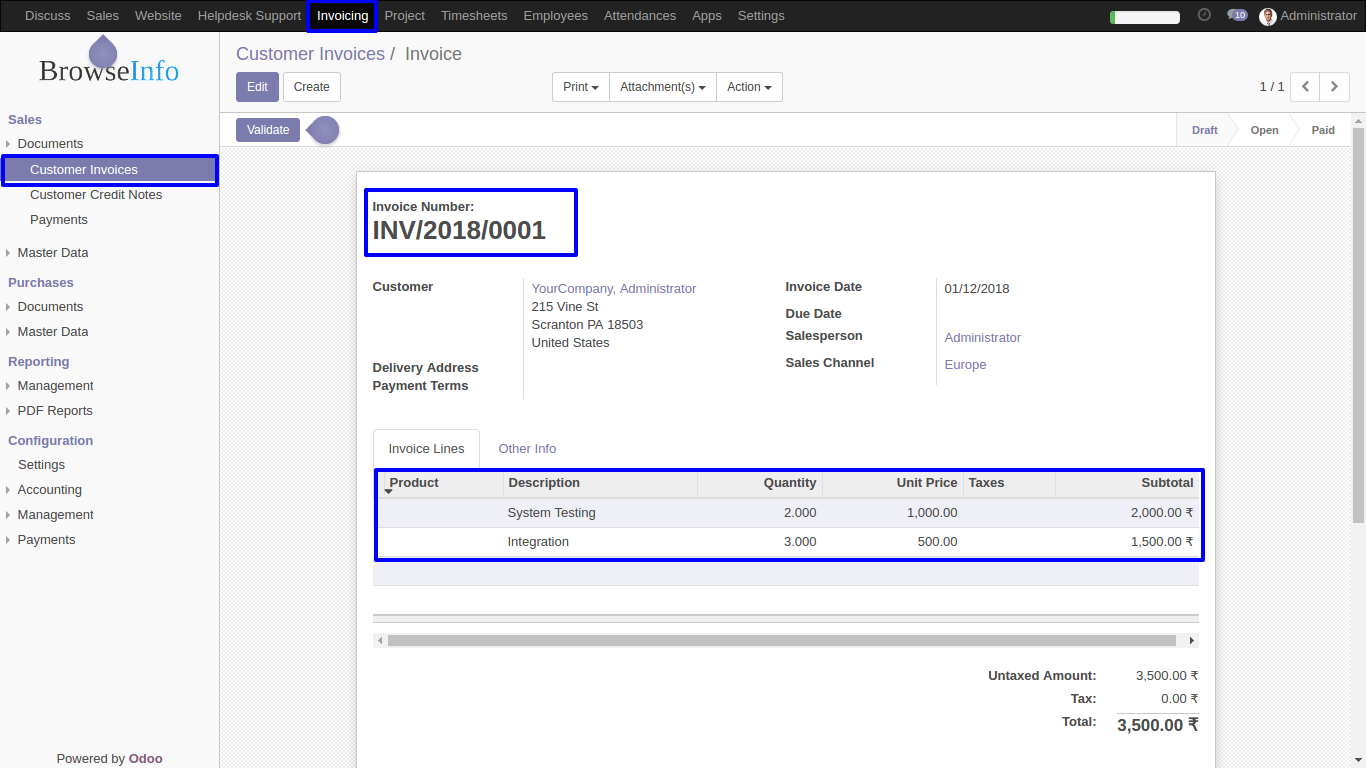 Discuss Sales Website Helpdesk Support Invoicing Project Timesheets Employees Attendances Apps Settings 10 Administrator
BrowseInfo
Customer Invoices / Invoice
Edit Create Print Attachment(s) Action 1 / 1
Validate Draft Open Paid
Sales
Documents
Customer Invoices
Customer Credit Notes
Payments
Master Data
Purchases
Documents
Master Data
Reporting
Management
PDF Reports
Configuration
Settings
Accounting
Management
Payments
Powered by Odoo
Invoice Number:
INV/2018/0001
Customer YourCompany, Administrator
215 Vine St
Scranton PA 18503
United States
Delivery Address
Payment Terms
Invoice Date 01/12/2018
Due Date
Salesperson Administrator
Sales Channel Europe
Invoice Lines Other Info
Product Description Quantity Unit Price Taxes Subtotal
System Testing 2.000 1,000.00 2,000.00 ₹
Integration 3.000 500.00 1,500.00 ₹
Untaxed Amount: 3,500.00 ₹
Tax: 0.00 ₹
Total: 3,500.00 ₹